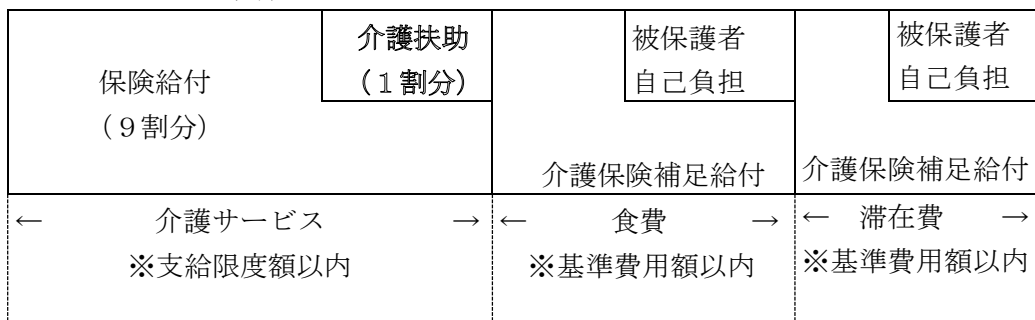 保険給付
（９割分）
介護扶助
（１割分）
被保護者
自己負担
介護保険補足給付
被保護者
自己負担
介護保険補足給付
← 介護サービス →
※支給限度額以内
← 食費 →
※基準費用額以内
← 滞在費 →
※基準費用額以内